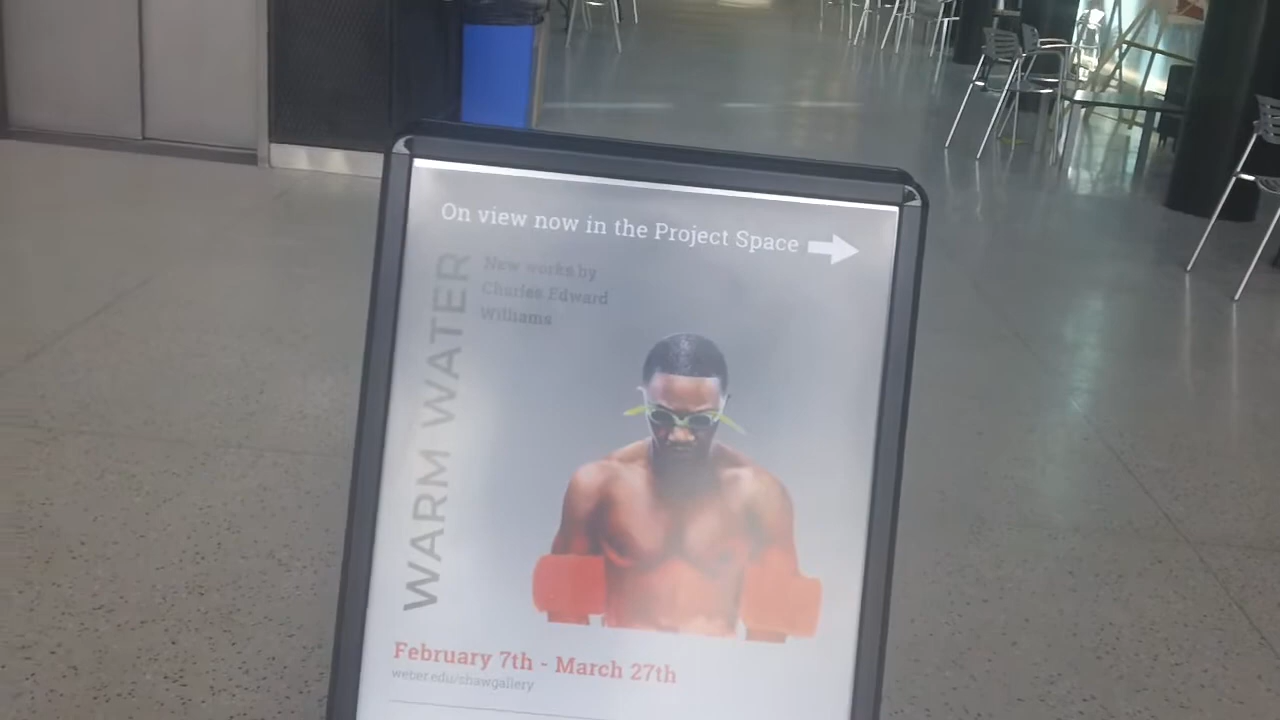 On view now in the Project Space
New works by
Charles Edward
Williams
WARM WATER
February 7th - March 27th
weber.edu/shawgallery